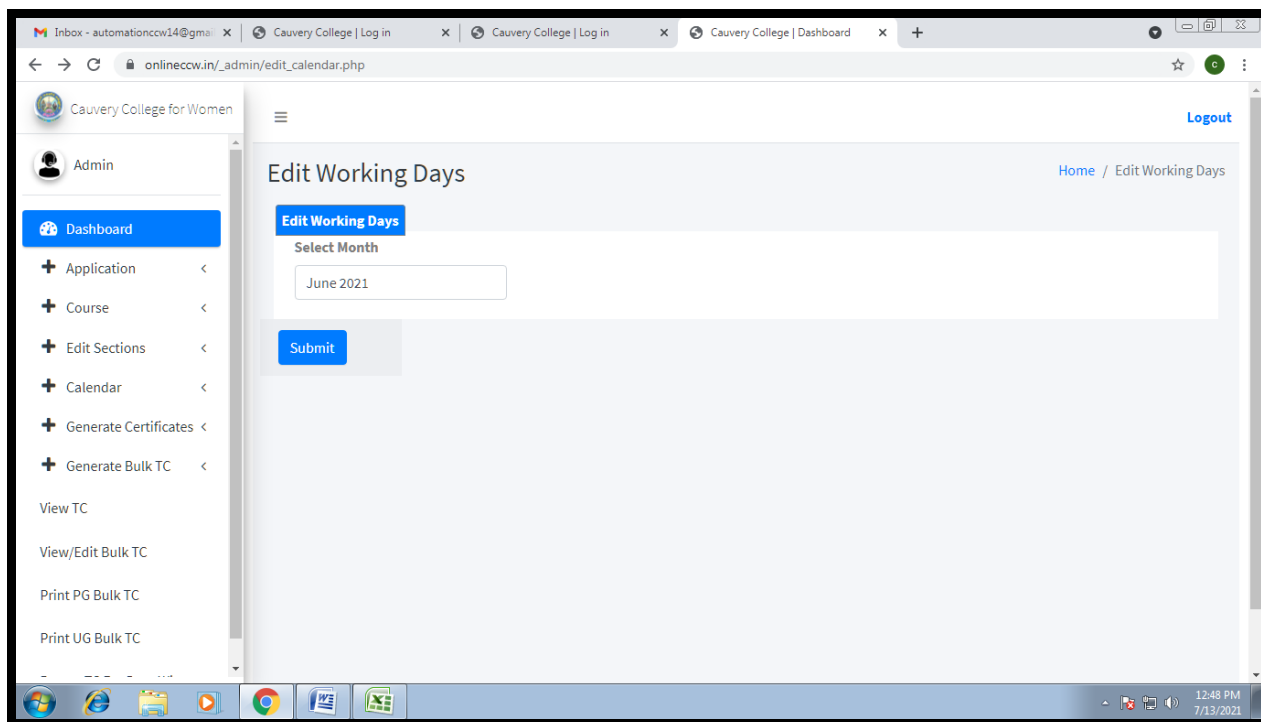 Inbox - automationccw14@gmai
Cauvery College | Log in
Cauvery College | Log in
Cauvery College | Dashboard
onlineccw.in/_admin/edit_calendar.php
C
Cauvery College for Women
Logout
Admin
Edit Working Days
Home / Edit Working Days
Dashboard
Edit Working Days
Select Month
Application
June 2021
Course
Edit Sections
Submit
Calendar
Generate Certificates
Generate Bulk TC
View TC
View/Edit Bulk TC
Print PG Bulk TC
Print UG Bulk TC
12:48 PM
7/13/2021